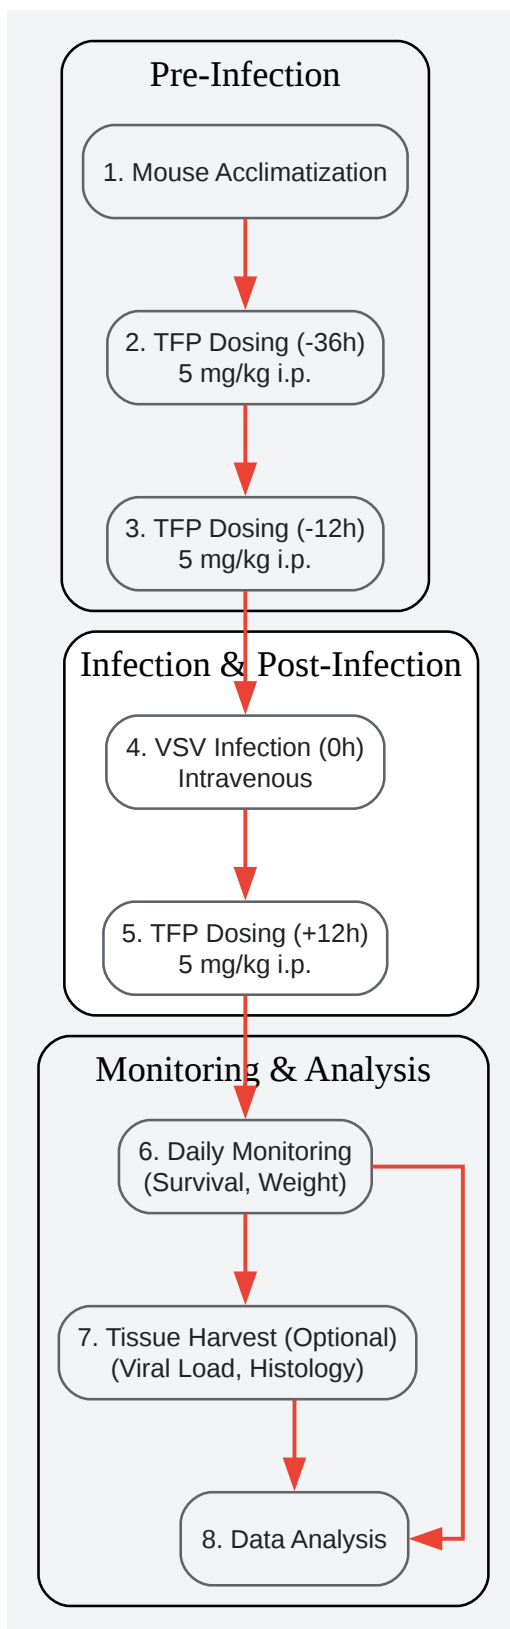 Pre-Infection
1. Mouse Acclimatization
2. TFP Dosing (-36h)
5 mg/kg i.p.
3. TFP Dosing (-12h)
5 mg/kg i.p.
Infection & Post-Infection
4. VSV Infection (0h)
Intravenous
5. TFP Dosing (+12h)
5 mg/kg i.p.
Monitoring & Analysis
6. Daily Monitoring
(Survival, Weight)
7. Tissue Harvest (Optional)
(Viral Load, Histology)
8. Data Analysis